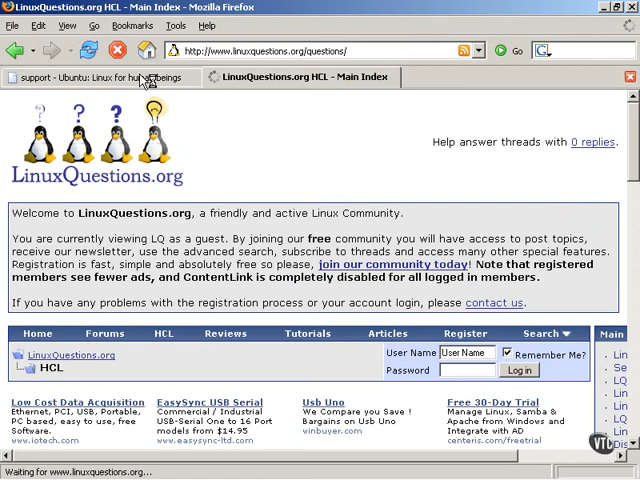 LinuxQuestions.org HCL - Main Index - Mozilla Firefox
File Edit View Go Bookmarks Tools Help
http://www.linuxquestions.org/questions/ Go
support - Ubuntu: Linux for human beings LinuxQuestions.org HCL - Main Index
? ? ?
LinuxQuestions.org
Help answer threads with 0 replies.
Welcome to LinuxQuestions.org, a friendly and active Linux Community.
You are currently viewing LQ as a guest. By joining our free community you will have access to post topics,
receive our newsletter, use the advanced search, subscribe to threads and access many other special features.
Registration is fast, simple and absolutely free so please, join our community today! Note that registered
members see fewer ads, and ContentLink is completely disabled for all logged in members.
If you have any problems with the registration process or your account login, please contact us.
Home Forums HCL Reviews Tutorials Articles Register Search Main
LinuxQuestions.org
HCL
User Name User Name Remember Me?
Password Log in
Lin
Se
LQ
Lin
LQ
Lin
LQ
Dis
Low Cost Data Acquisition
Ethernet, PCI, USB, Portable,
PC based, easy to use, free
Software.
www.iotech.com
EasySync USB Serial
Commercial / Industrial
USB-Serial One to 16 Port
models from $14.95
www.easysync-ltd.com
Usb Uno
We Compare you Save !
Bargains on Usb Uno
winbuyer.com
Free 30-Day Trial
Manage Linux, Samba &
Apache from Windows and
Integrate with AD
centeris.com/freetrial
VTC
Waiting for www.linuxquestions.org...